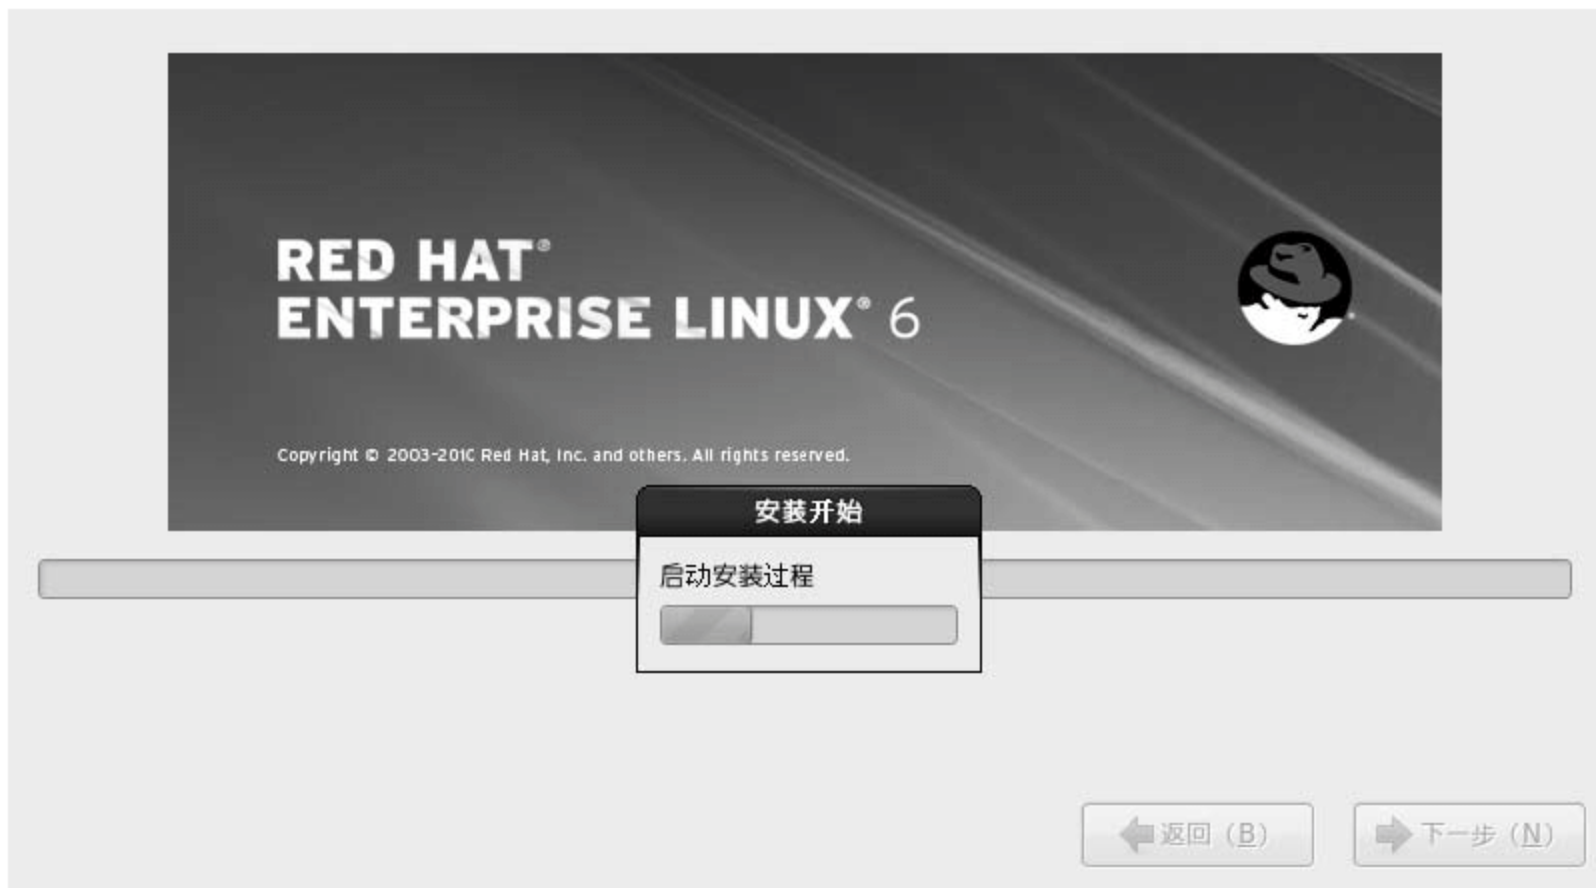 RED HAT®
ENTERPRISE LINUX® 6
Copyright © 2003-2010 Red Hat, Inc. and others. All rights reserved.
安装开始
启动安装过程
返回（B）
下一步（N）